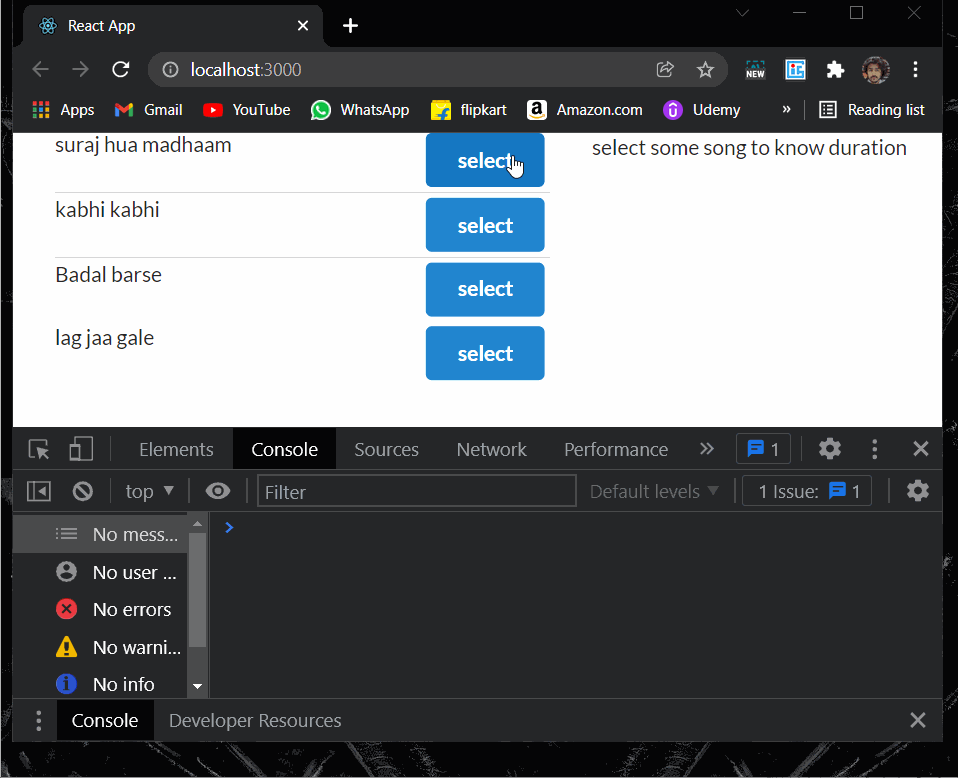 React App
localhost:3000
NEW
Apps Gmail YouTube WhatsApp flipkart a Amazon.com Udemy » Reading list
suraj hua madhaam select select some song to know duration
kabhi kabhi select
Badal barse select
lag jaa gale select
Elements Console Sources Network Performance » 1
top Filter Default levels 1 Issue: 1
No mess...
No user ...
No errors
No warni...
No info
Console Developer Resources